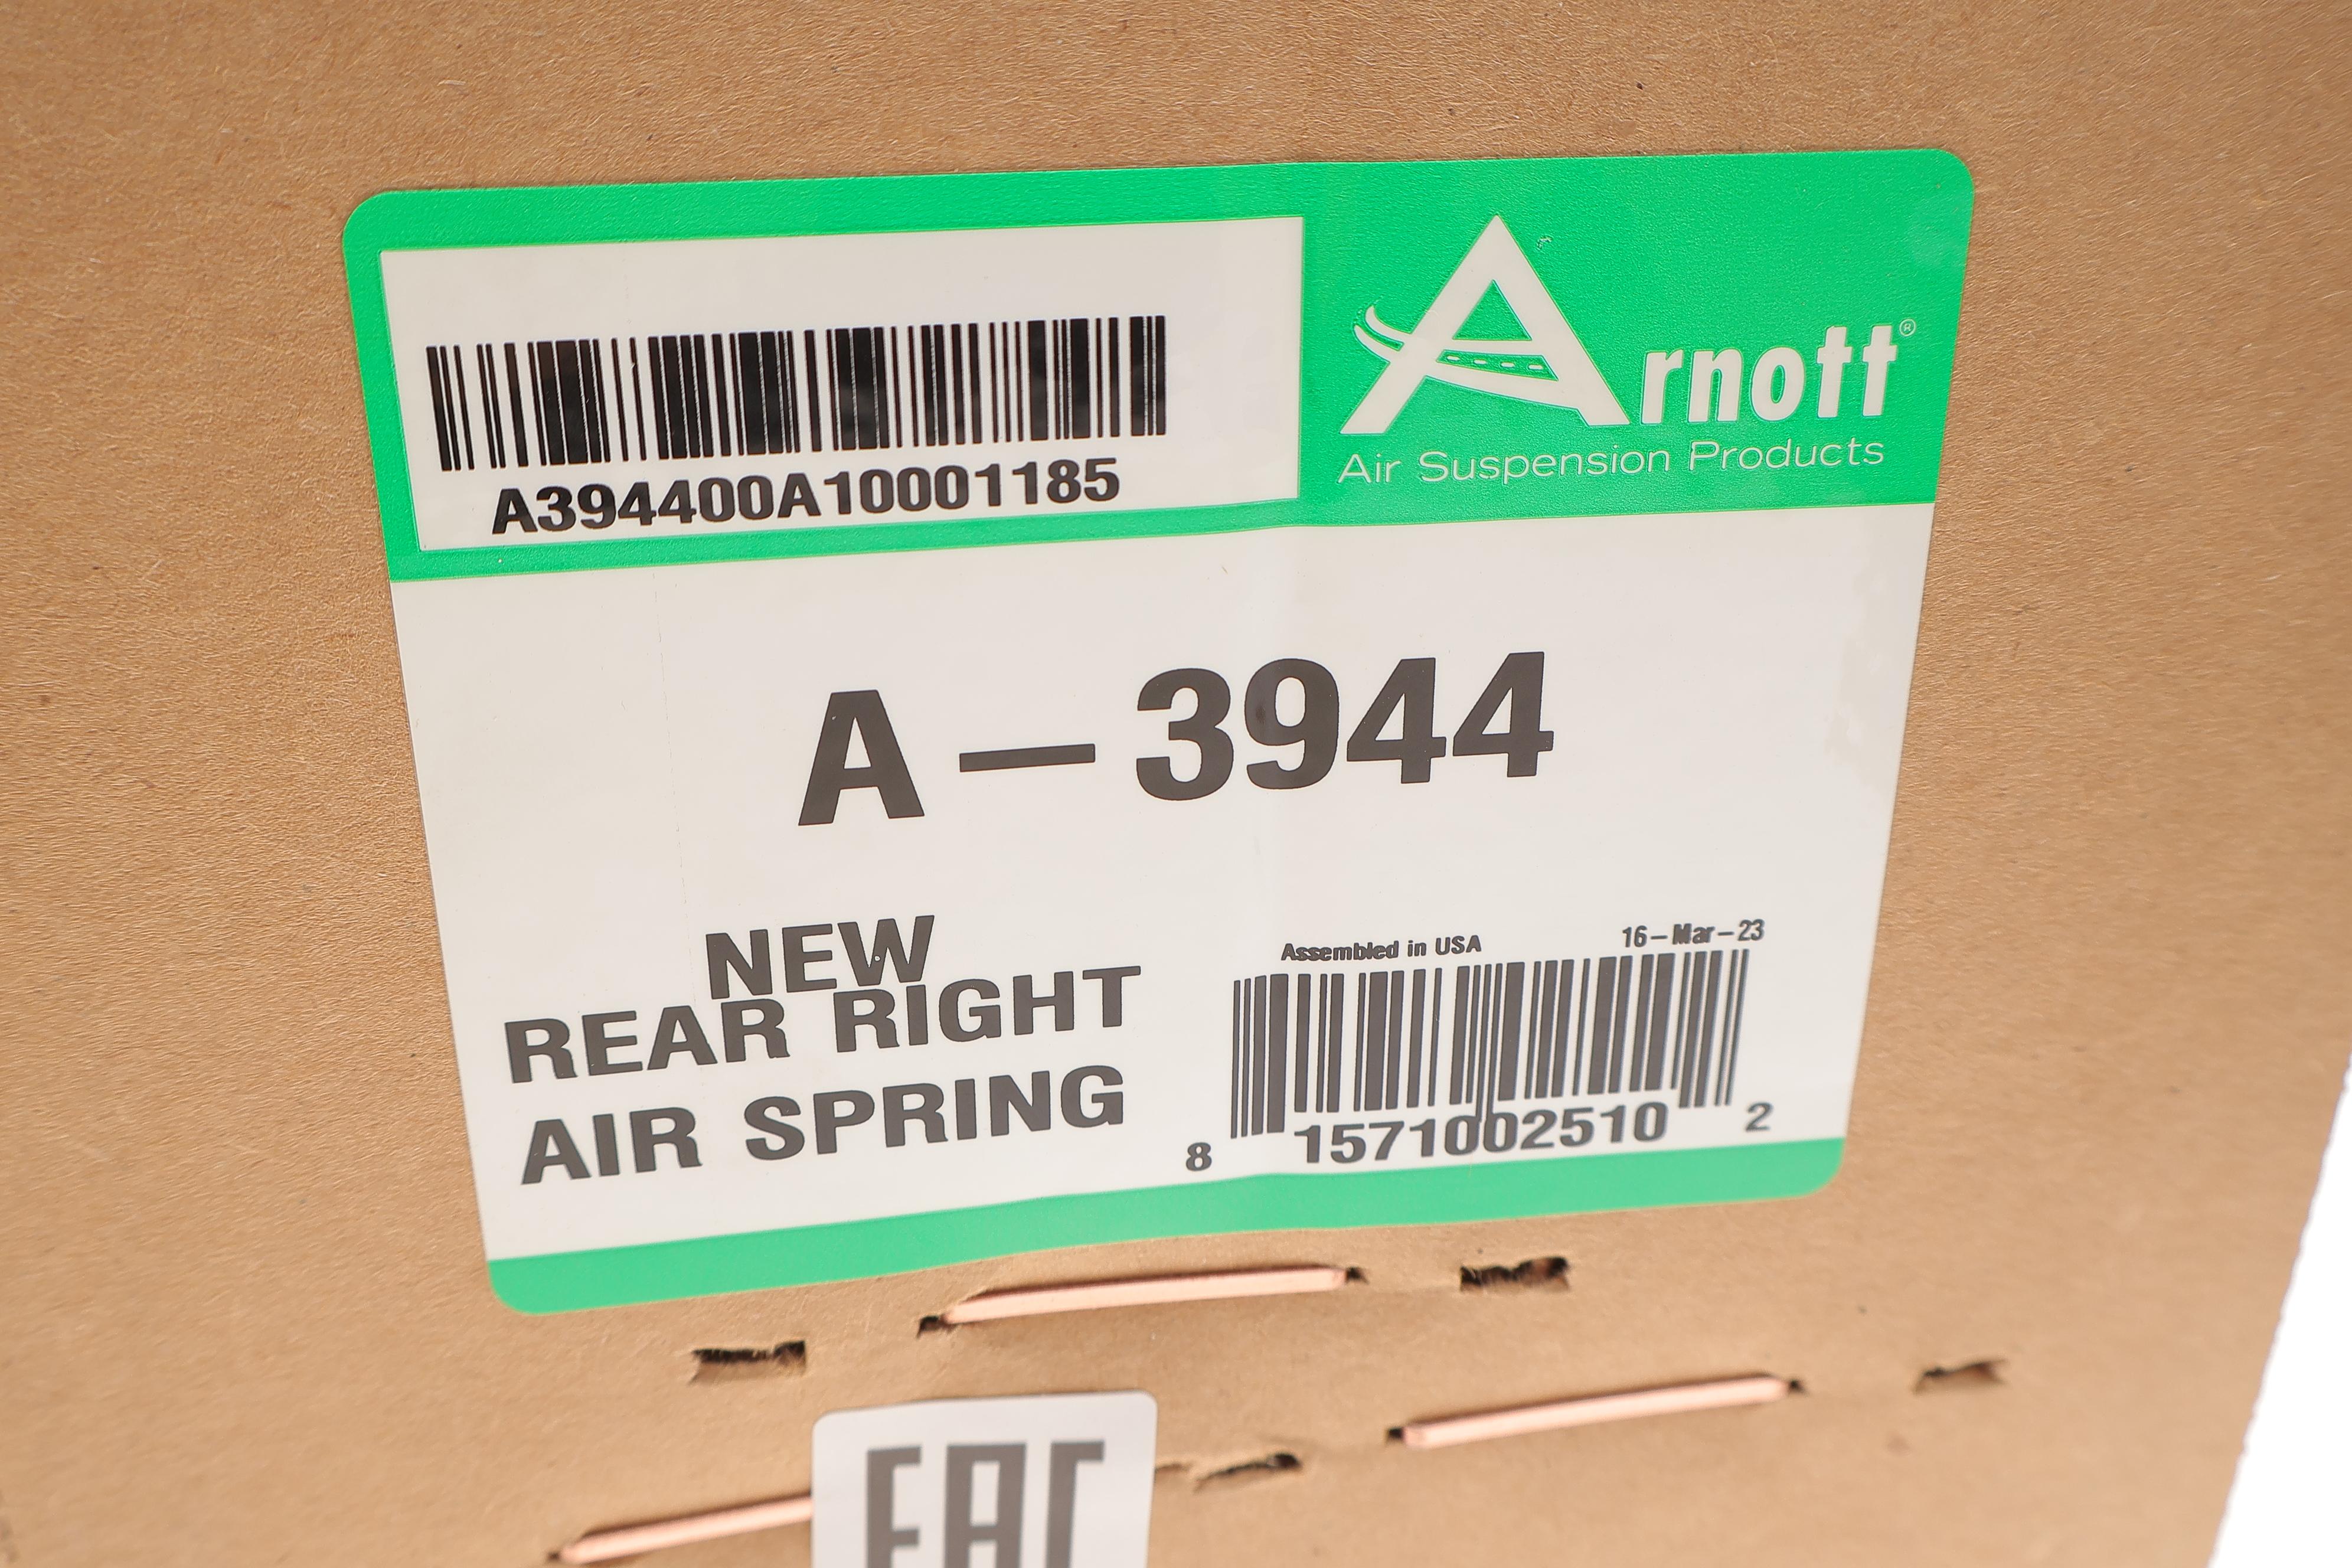 A394400A10001185
Arnott®
Air Suspension Products
A-3944
NEW
REAR RIGHT
AIR SPRING
Assembled in USA 16-Mar-23
8 1571002510 2
EAC